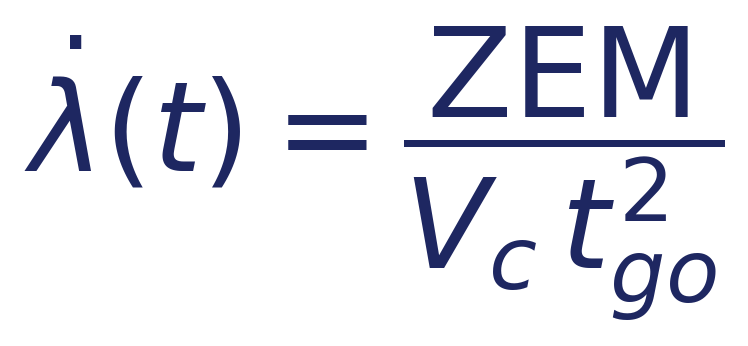 λ̇(t) = ZEM / (V_c t_go^2)